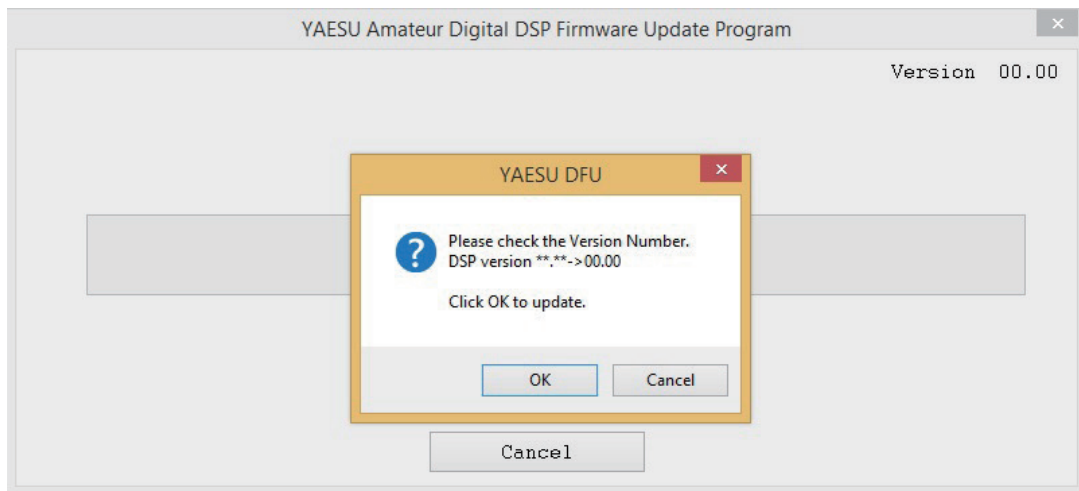 YAESU Amateur Digital DSP Firmware Update Program
Version 00.00
YAESU DFU
Please check the Version Number.
DSP version **.**->00.00
Click OK to update.
OK Cancel
Cancel